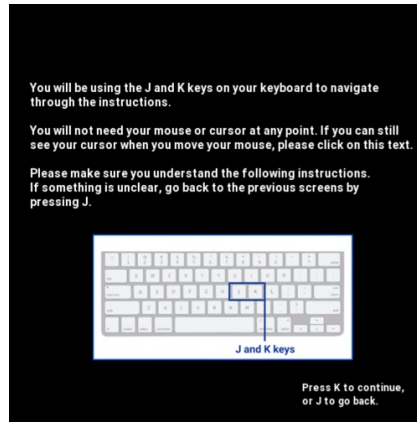 You will be using the J and K keys on your keyboard to navigate
through the instructions.
You will not need your mouse or cursor at any point. If you can still
see your cursor when you move your mouse, please click on this text.
Please make sure you understand the following instructions.
If something is unclear, go back to the previous screens by
pressing J.
J and K keys
Press K to continue,
or J to go back.